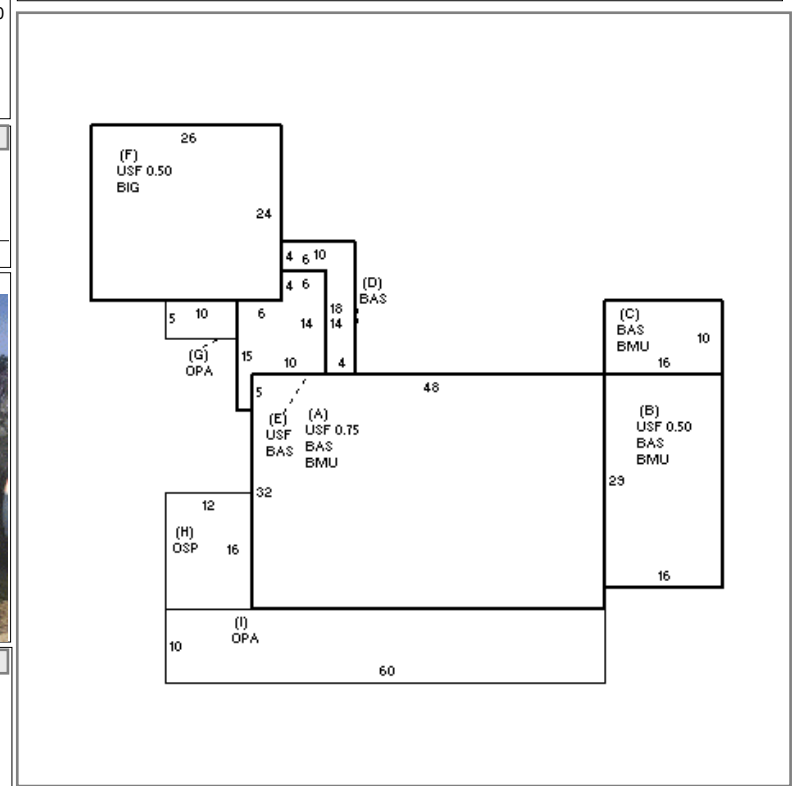 0
26
(F)
USF 0.50
BIG
24
4 6 10
(D)
BAS
4 6
5 10
6
18
14 14
(C)
BAS
BMU
10
16
(G)
OPA
15
10
4
5
48
(E)
USF
BAS
(A)
USF 0.75
BAS
BMU
(B)
USF 0.50
BAS
BMU
29
32
12
(H)
OSP
16
16
(I)
OPA
10
60